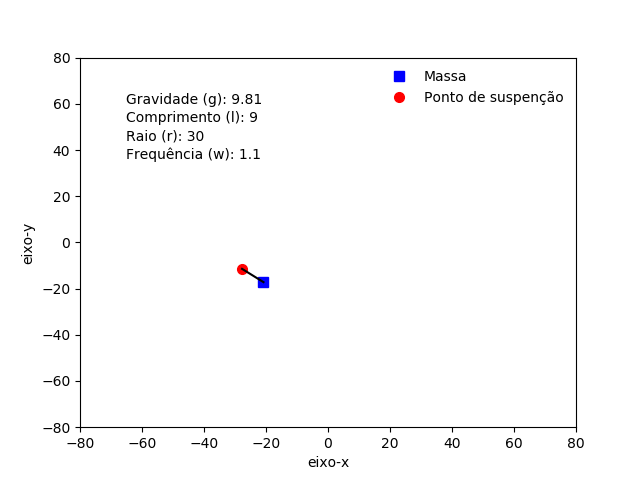 Massa
Ponto de suspenção
Gravidade (g): 9.81
Comprimento (l): 9
Raio (r): 30
Frequência (w): 1.1
80
60
40
20
0
−20
−40
−60
−80
eixo-y
−80 −60 −40 −20 0 20 40 60 80
eixo-x